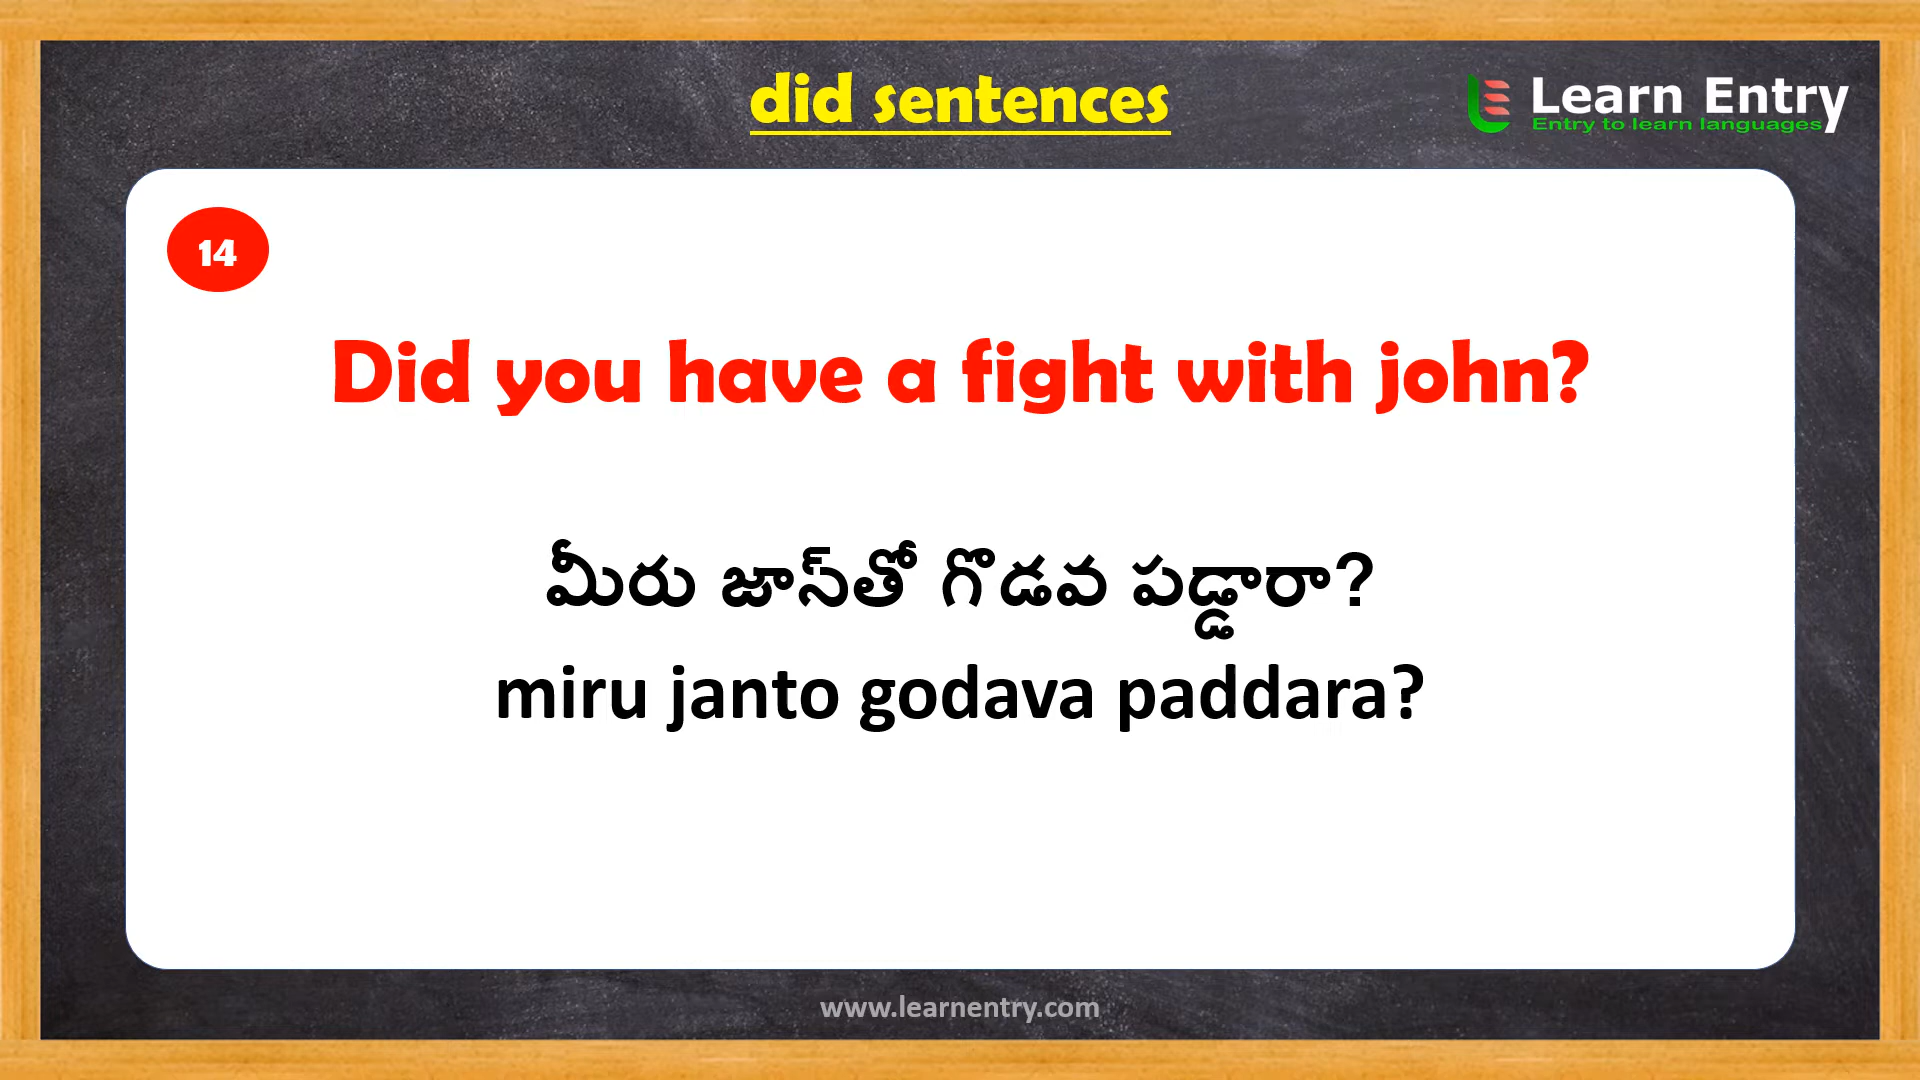 did sentences
Learn Entry
Entry to learn languages
14
Did you have a fight with john?
మీరు జాన్‌తో గొడవ పడ్డారా?
miru janto godava paddara?
www.learnentry.com